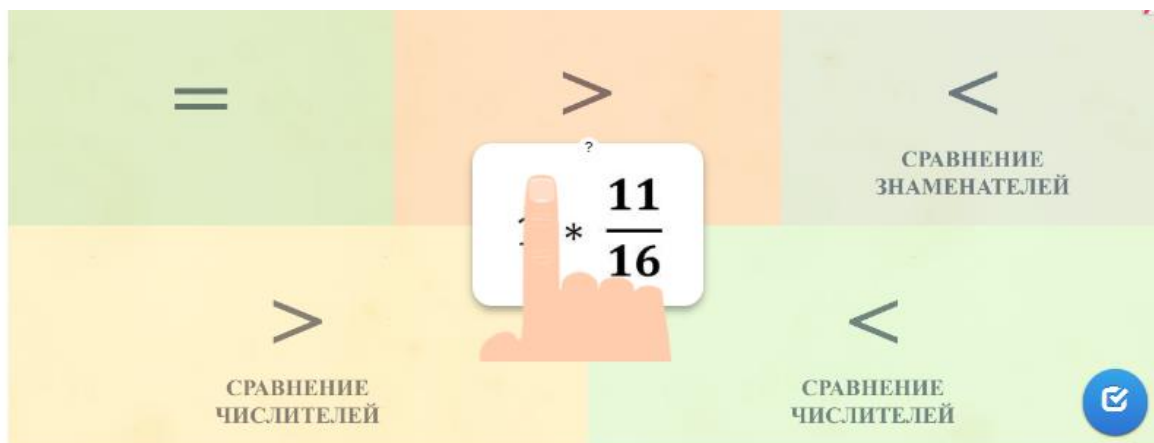 =
>
<
СРАВНЕНИЕ
ЗНАМЕНАТЕЛЕЙ
?
* 11
16
>
СРАВНЕНИЕ
ЧИСЛИТЕЛЕЙ
<
СРАВНЕНИЕ
ЧИСЛИТЕЛЕЙ